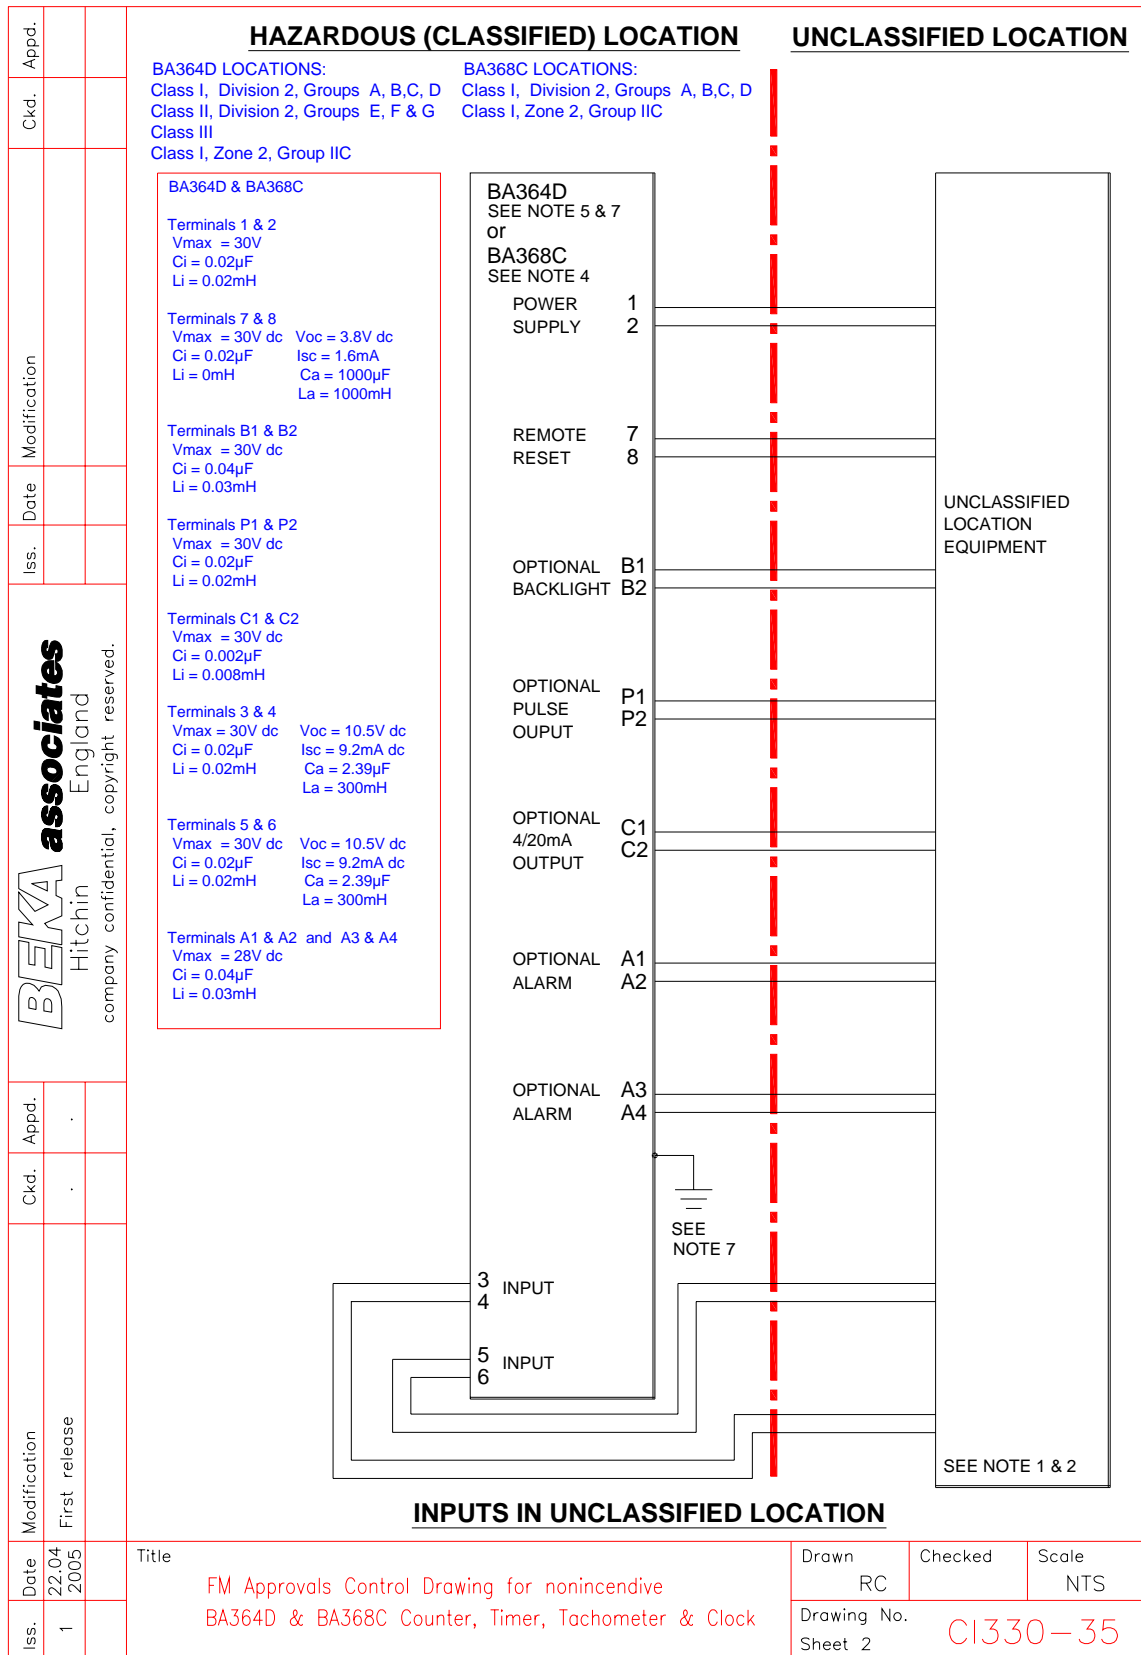 HAZARDOUS (CLASSIFIED) LOCATION
UNCLASSIFIED LOCATION
BA364D LOCATIONS:
Class I, Division 2, Groups A, B,C, D
Class II, Division 2, Groups E, F & G
Class III
Class I, Zone 2, Group IIC
BA368C LOCATIONS:
Class I, Division 2, Groups A, B,C, D
Class I, Zone 2, Group IIC
BA364D & BA368C
Terminals 1 & 2
Vmax = 30V
Ci = 0.02µF
Li = 0.02mH
Terminals 7 & 8
Vmax = 30V dc Voc = 3.8V dc
Ci = 0.02µF Isc = 1.6mA
Li = 0mH Ca = 1000µF
La = 1000mH
Terminals B1 & B2
Vmax = 30V dc
Ci = 0.04µF
Li = 0.03mH
Terminals P1 & P2
Vmax = 30V dc
Ci = 0.02µF
Li = 0.02mH
Terminals C1 & C2
Vmax = 30V dc
Ci = 0.002µF
Li = 0.008mH
Terminals 3 & 4
Vmax = 30V dc Voc = 10.5V dc
Ci = 0.02µF Isc = 9.2mA dc
Li = 0.02mH Ca = 2.39µF
La = 300mH
Terminals 5 & 6
Vmax = 30V dc Voc = 10.5V dc
Ci = 0.02µF Isc = 9.2mA dc
Li = 0.02mH Ca = 2.39µF
La = 300mH
Terminals A1 & A2 and A3 & A4
Vmax = 28V dc
Ci = 0.04µF
Li = 0.03mH
BA364D
SEE NOTE 5 & 7
or
BA368C
SEE NOTE 4
POWER 1
SUPPLY 2
REMOTE 7
RESET 8
OPTIONAL B1
BACKLIGHT B2
OPTIONAL P1
PULSE P2
OUPUT
OPTIONAL C1
4/20mA C2
OUTPUT
OPTIONAL A1
ALARM A2
OPTIONAL A3
ALARM A4
SEE
NOTE 7
3 INPUT
4
5 INPUT
6
UNCLASSIFIED
LOCATION
EQUIPMENT
SEE NOTE 1 & 2
INPUTS IN UNCLASSIFIED LOCATION
Iss. Date Modification Ckd. Appd.
BEKA associates
Hitchin England
company confidential, copyright reserved.
Iss. Date Modification Ckd. Appd.
1 22.04 2005 First release . .
Title
FM Approvals Control Drawing for nonincendive
BA364D & BA368C Counter, Timer, Tachometer & Clock
Drawn
RC
Checked
Scale
NTS
Drawing No.
Sheet 2
CI330-35